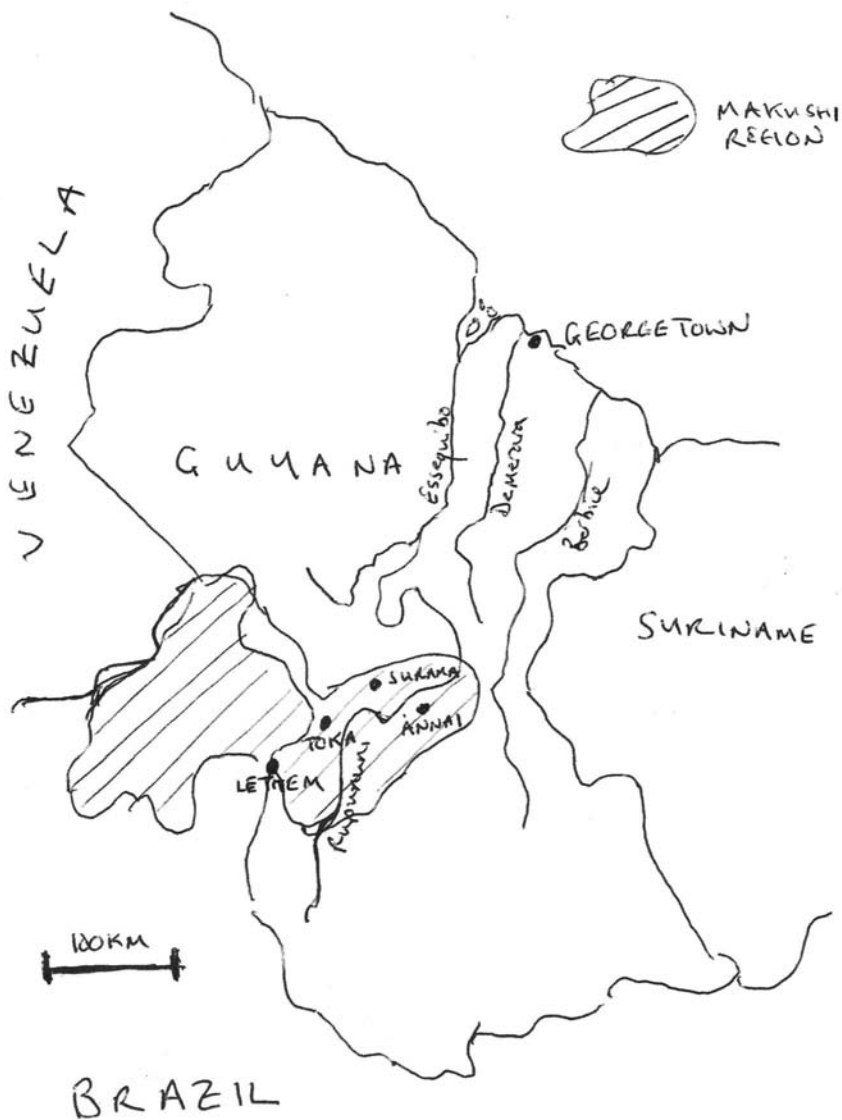 MAKUSHI
REGION
VENEZUELA
GEORGETOWN
GUYANA
Essequibo
Demerara
Berbice
SURINAME
SURAMA
ANNAI
TOKA
LETHEM
Rupununi
100KM
BRAZIL